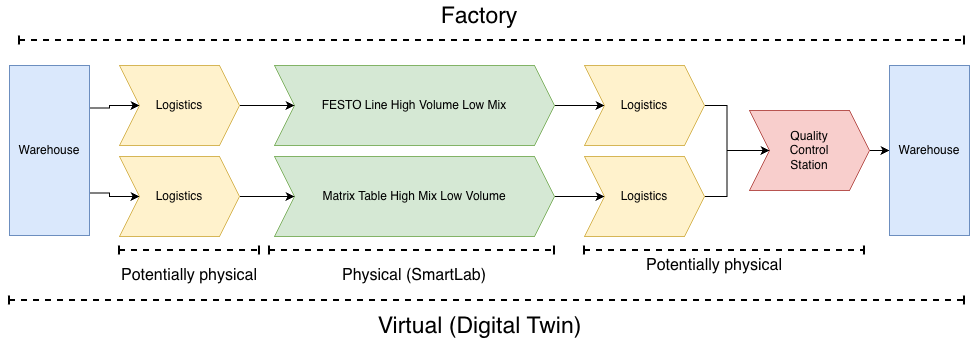 Factory
Warehouse
Logistics
FESTO Line High Volume Low Mix
Logistics
Quality
Control
Station
Warehouse
Logistics
Matrix Table High Mix Low Volume
Logistics
Potentially physical
Physical (SmartLab)
Potentially physical
Virtual (Digital Twin)